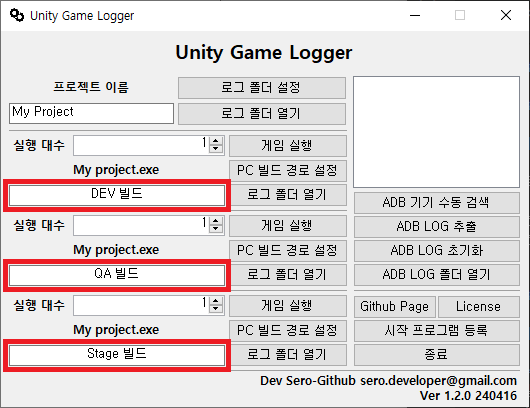 Unity Game Logger
Unity Game Logger
프로젝트 이름
로그 폴더 설정
My Project
로그 폴더 열기
실행 대수
1
게임 실행
My project.exe
PC 빌드 경로 설정
DEV 빌드
로그 폴더 열기
실행 대수
1
게임 실행
My project.exe
PC 빌드 경로 설정
QA 빌드
로그 폴더 열기
실행 대수
1
게임 실행
My project.exe
PC 빌드 경로 설정
Stage 빌드
로그 폴더 열기
ADB 기기 수동 검색
ADB LOG 추출
ADB LOG 초기화
ADB LOG 폴더 열기
Github Page
License
시작 프로그램 등록
종료
Dev Sero-Github sero.developer@gmail.com
Ver 1.2.0 240416